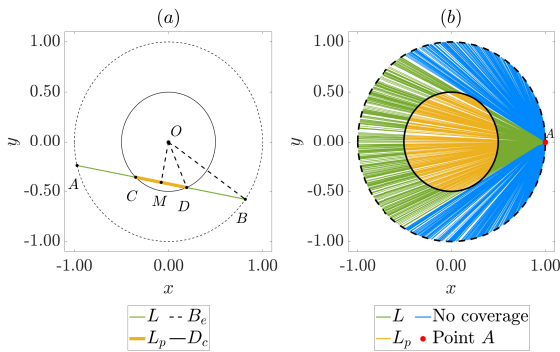 (a)
1.00
0.50
0.00
-0.50
-1.00
y
O
A
C
M
D
B
-1.00 0.00 1.00
x
L B_e
L_p D_c
(b)
1.00
0.50
0.00
-0.50
-1.00
y
A
-1.00 0.00 1.00
x
L No coverage
L_p Point A